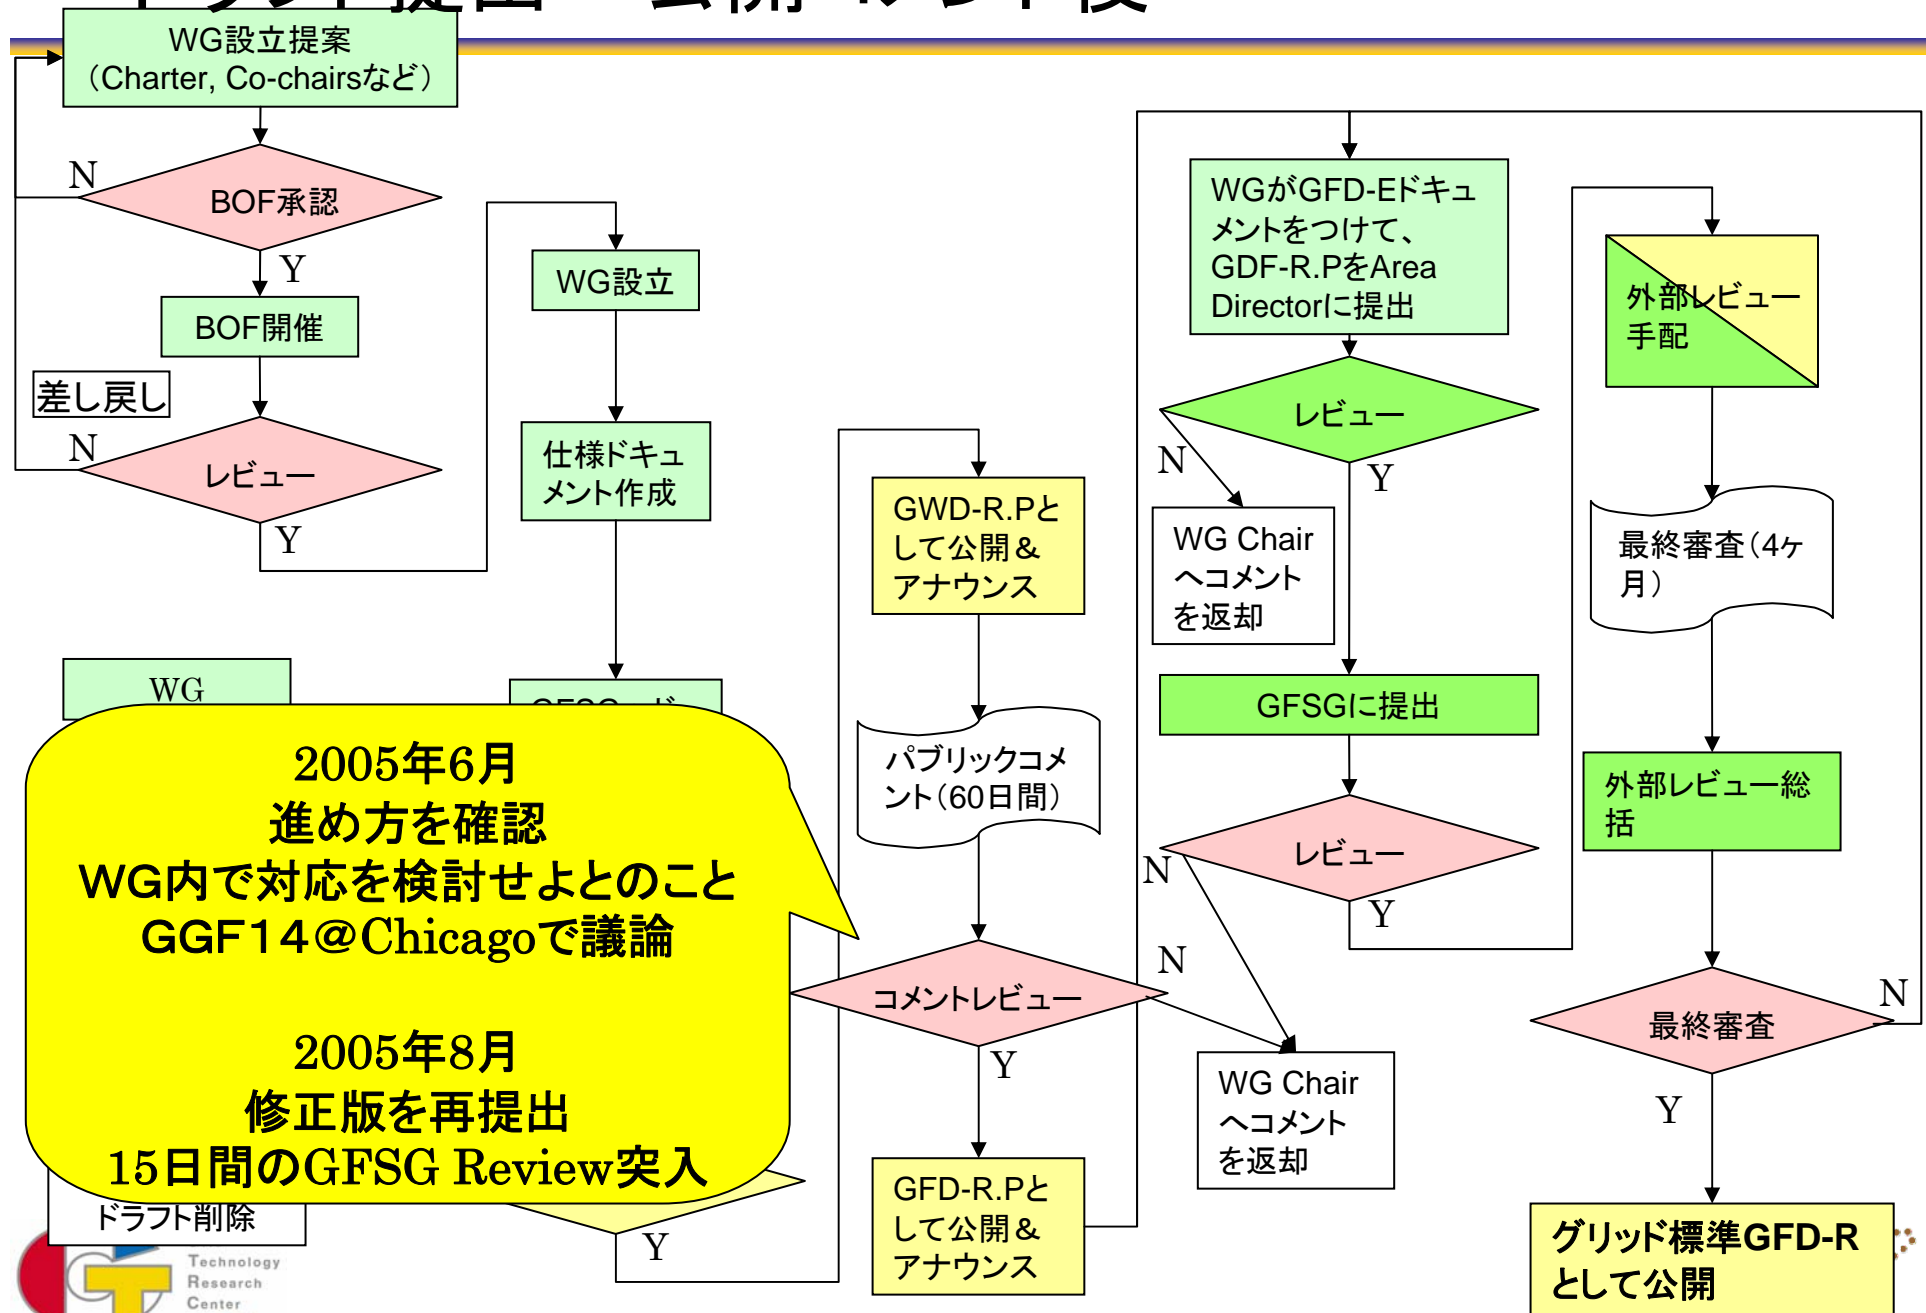 WG設立提案
（Charter, Co-chairsなど）
N
BOF承認
Y
BOF開催
差し戻し
N
レビュー
Y
WG設立
仕様ドキュ
メント作成
WG
2005年6月
進め方を確認
WG内で対応を検討せよとのこと
GGF14＠Chicagoで議論
2005年8月
修正版を再提出
15日間のGFSG Review突入
ドラフト削除
Y
GWD-R.Pと
して公開＆
アナウンス
パブリックコメ
ント（60日間）
コメントレビュー
N
Y
GFD-R.Pと
して公開＆
アナウンス
WGがGFD-Eドキュ
メントをつけて、
GDF-R.PをArea
Directorに提出
レビュー
N
Y
WG Chair
へコメント
を返却
GFSGに提出
レビュー
N
Y
WG Chair
へコメント
を返却
外部レビュー
手配
最終審査（4ヶ
月）
外部レビュー総
括
最終審査
N
Y
グリッド標準GFD-R
として公開
Technology
Research
Center